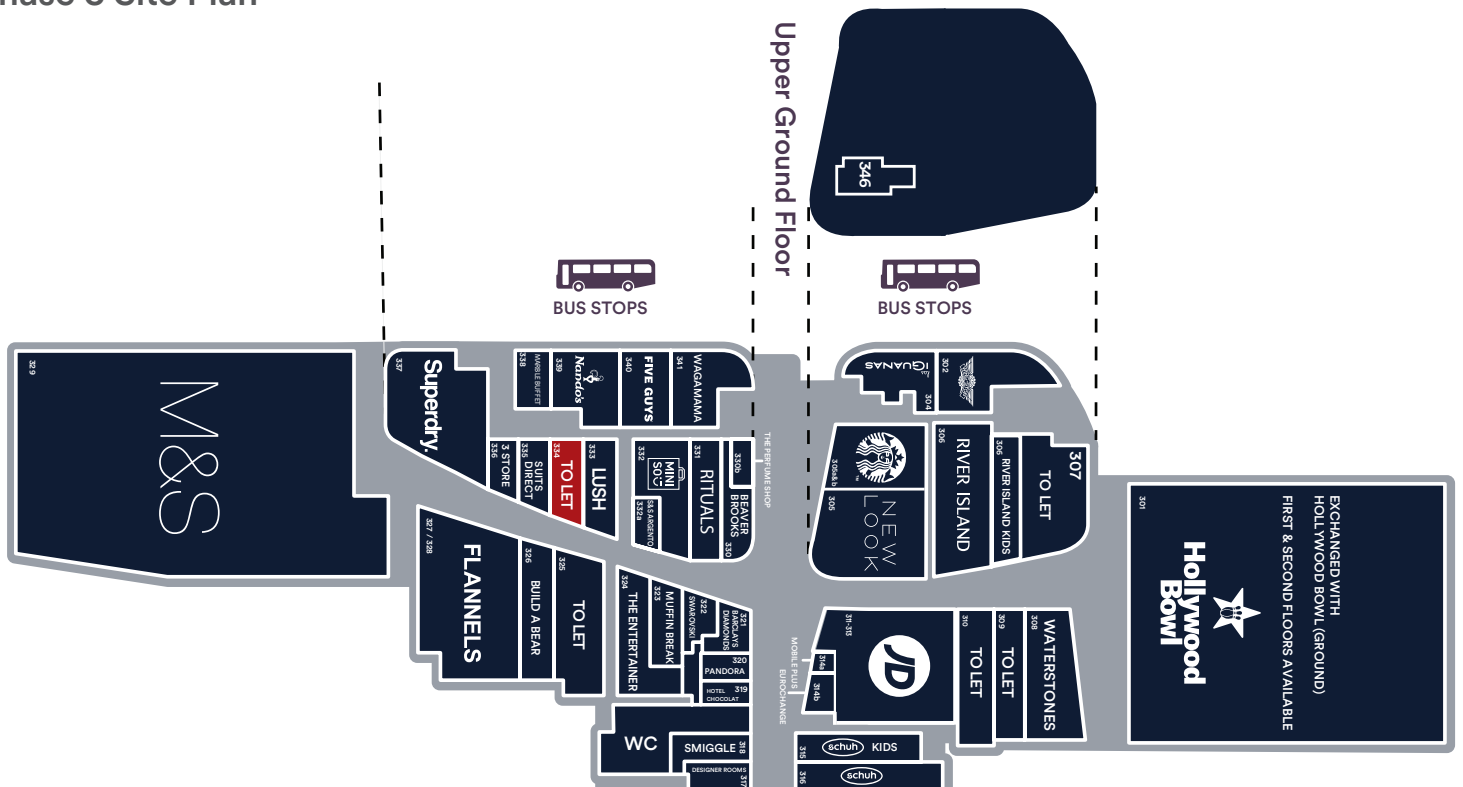 Phase 3 Site Plan
Upper Ground Floor
346
BUS STOPS
BUS STOPS
329
M&S
337
Superdry.
338
MARBLE BUFFET
339
Nando's
340
FIVE GUYS
341
WAGAMAMA
IGUANAS
304
302
336
3 STORE
335
SUITS
DIRECT
334
TO LET
333
LUSH
332
MINI
SO
332a
S&S ARGENTO
331
RITUALS
330b
BEAVER
BROOKS
330
THE PERFUME SHOP
305a&b
TM
305
NEW
LOOK
306
RIVER ISLAND
306
RIVER ISLAND KIDS
307
TO LET
301
EXCHANGED WITH
HOLLYWOOD BOWL (GROUND)
FIRST & SECOND FLOORS AVAILABLE
Hollywood
Bowl
327 / 328
FLANNELS
326
BUILD A BEAR
325
TO LET
324
THE ENTERTAINER
323
MUFFIN BREAK
322
SWAROVSKI
321
BARCLAYS
DIAMONDS
320
PANDORA
319
HOTEL
CHOCOLAT
WC
SMIGGLE 318
DESIGNER ROOMS
317
MOBILE PLUS
EUROCHANGE
311-313
JD
314a
314b
310
TO LET
309
TO LET
308
WATERSTONES
315
schuh KIDS
316
schuh